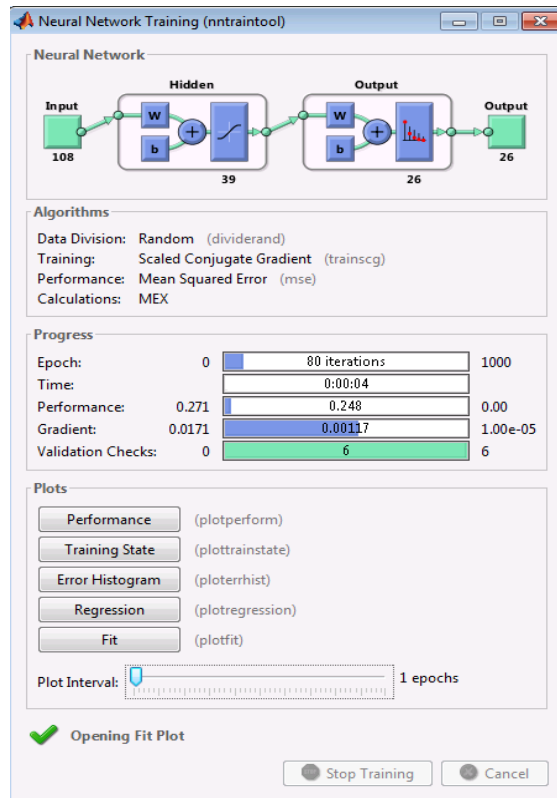 Neural Network Training (nntraintool)
Neural Network
Hidden Output
Input Output
W W
b b
108 39 26 26
Algorithms
Data Division: Random (dividerand)
Training: Scaled Conjugate Gradient (trainscg)
Performance: Mean Squared Error (mse)
Calculations: MEX
Progress
Epoch: 0 80 iterations 1000
Time: 0:00:04
Performance: 0.271 0.248 0.00
Gradient: 0.0171 0.00117 1.00e-05
Validation Checks: 0 6 6
Plots
Performance (plotperform)
Training State (plottrainstate)
Error Histogram (ploterrhist)
Regression (plotregression)
Fit (plotfit)
Plot Interval: 1 epochs
Opening Fit Plot
Stop Training Cancel